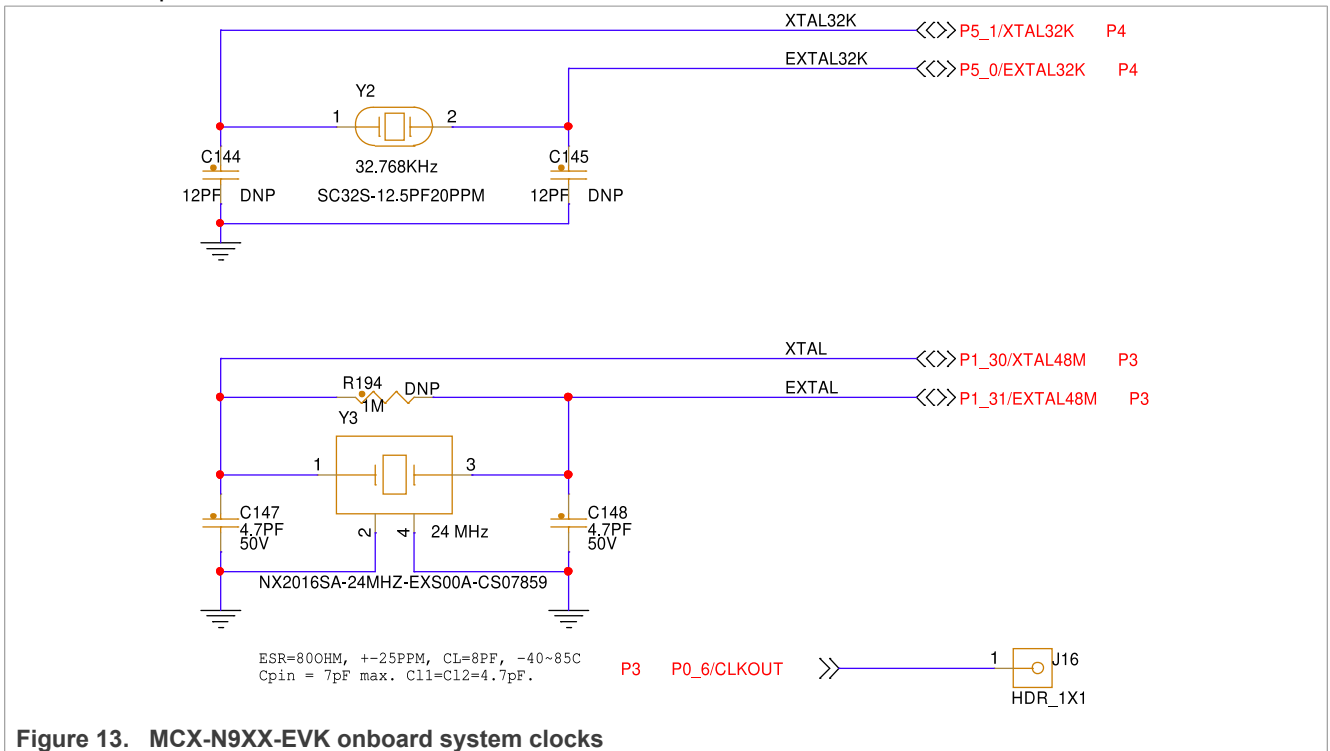 XTAL32K
P5_1/XTAL32K P4
EXTAL32K
P5_0/EXTAL32K P4
Y2
1 2
C144
C145
32.768KHz
12PF DNP
SC32S-12.5PF20PPM
12PF DNP
XTAL
P1_30/XTAL48M P3
R194
DNP
EXTAL
P1_31/EXTAL48M P3
1M
Y3
1 3
C147
4.7PF
50V
C148
4.7PF
50V
2 4 24 MHz
NX2016SA-24MHZ-EXS00A-CS07859
ESR=80OHM, +-25PPM, CL=8PF, -40~85C
Cpin = 7pF max. Cl1=Cl2=4.7pF.
P3 P0_6/CLKOUT
1 J16
HDR_1X1
Figure 13. MCX-N9XX-EVK onboard system clocks